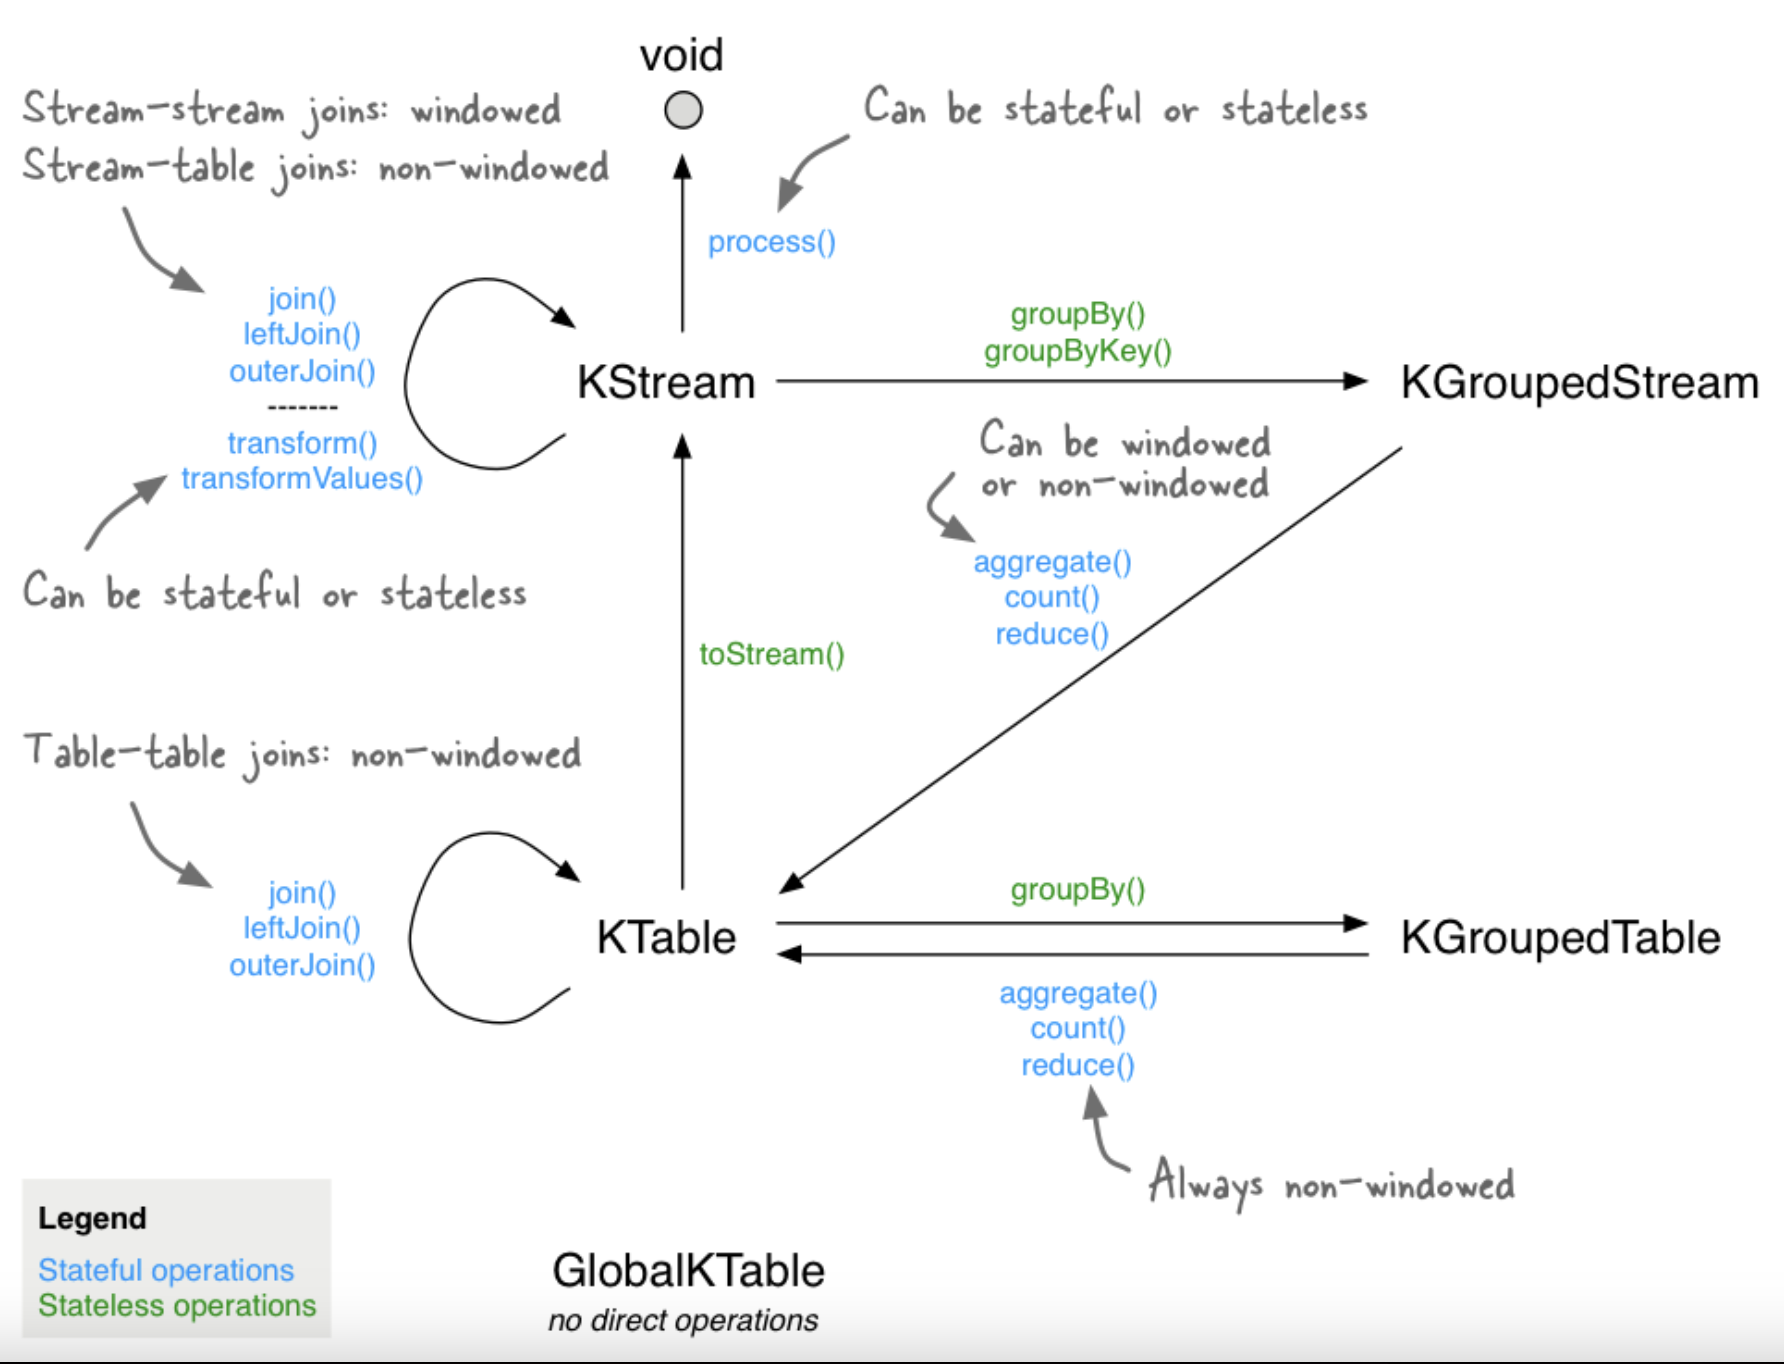 void
Stream-stream joins: windowed
Stream-table joins: non-windowed
Can be stateful or stateless
process()
join()
leftJoin()
outerJoin()
-------
transform()
transformValues()
Can be stateful or stateless
KStream
groupBy()
groupByKey()
KGroupedStream
Can be windowed
or non-windowed
aggregate()
count()
reduce()
toStream()
Table-table joins: non-windowed
join()
leftJoin()
outerJoin()
KTable
groupBy()
KGroupedTable
aggregate()
count()
reduce()
Always non-windowed
Legend
Stateful operations
Stateless operations
GlobalKTable
no direct operations